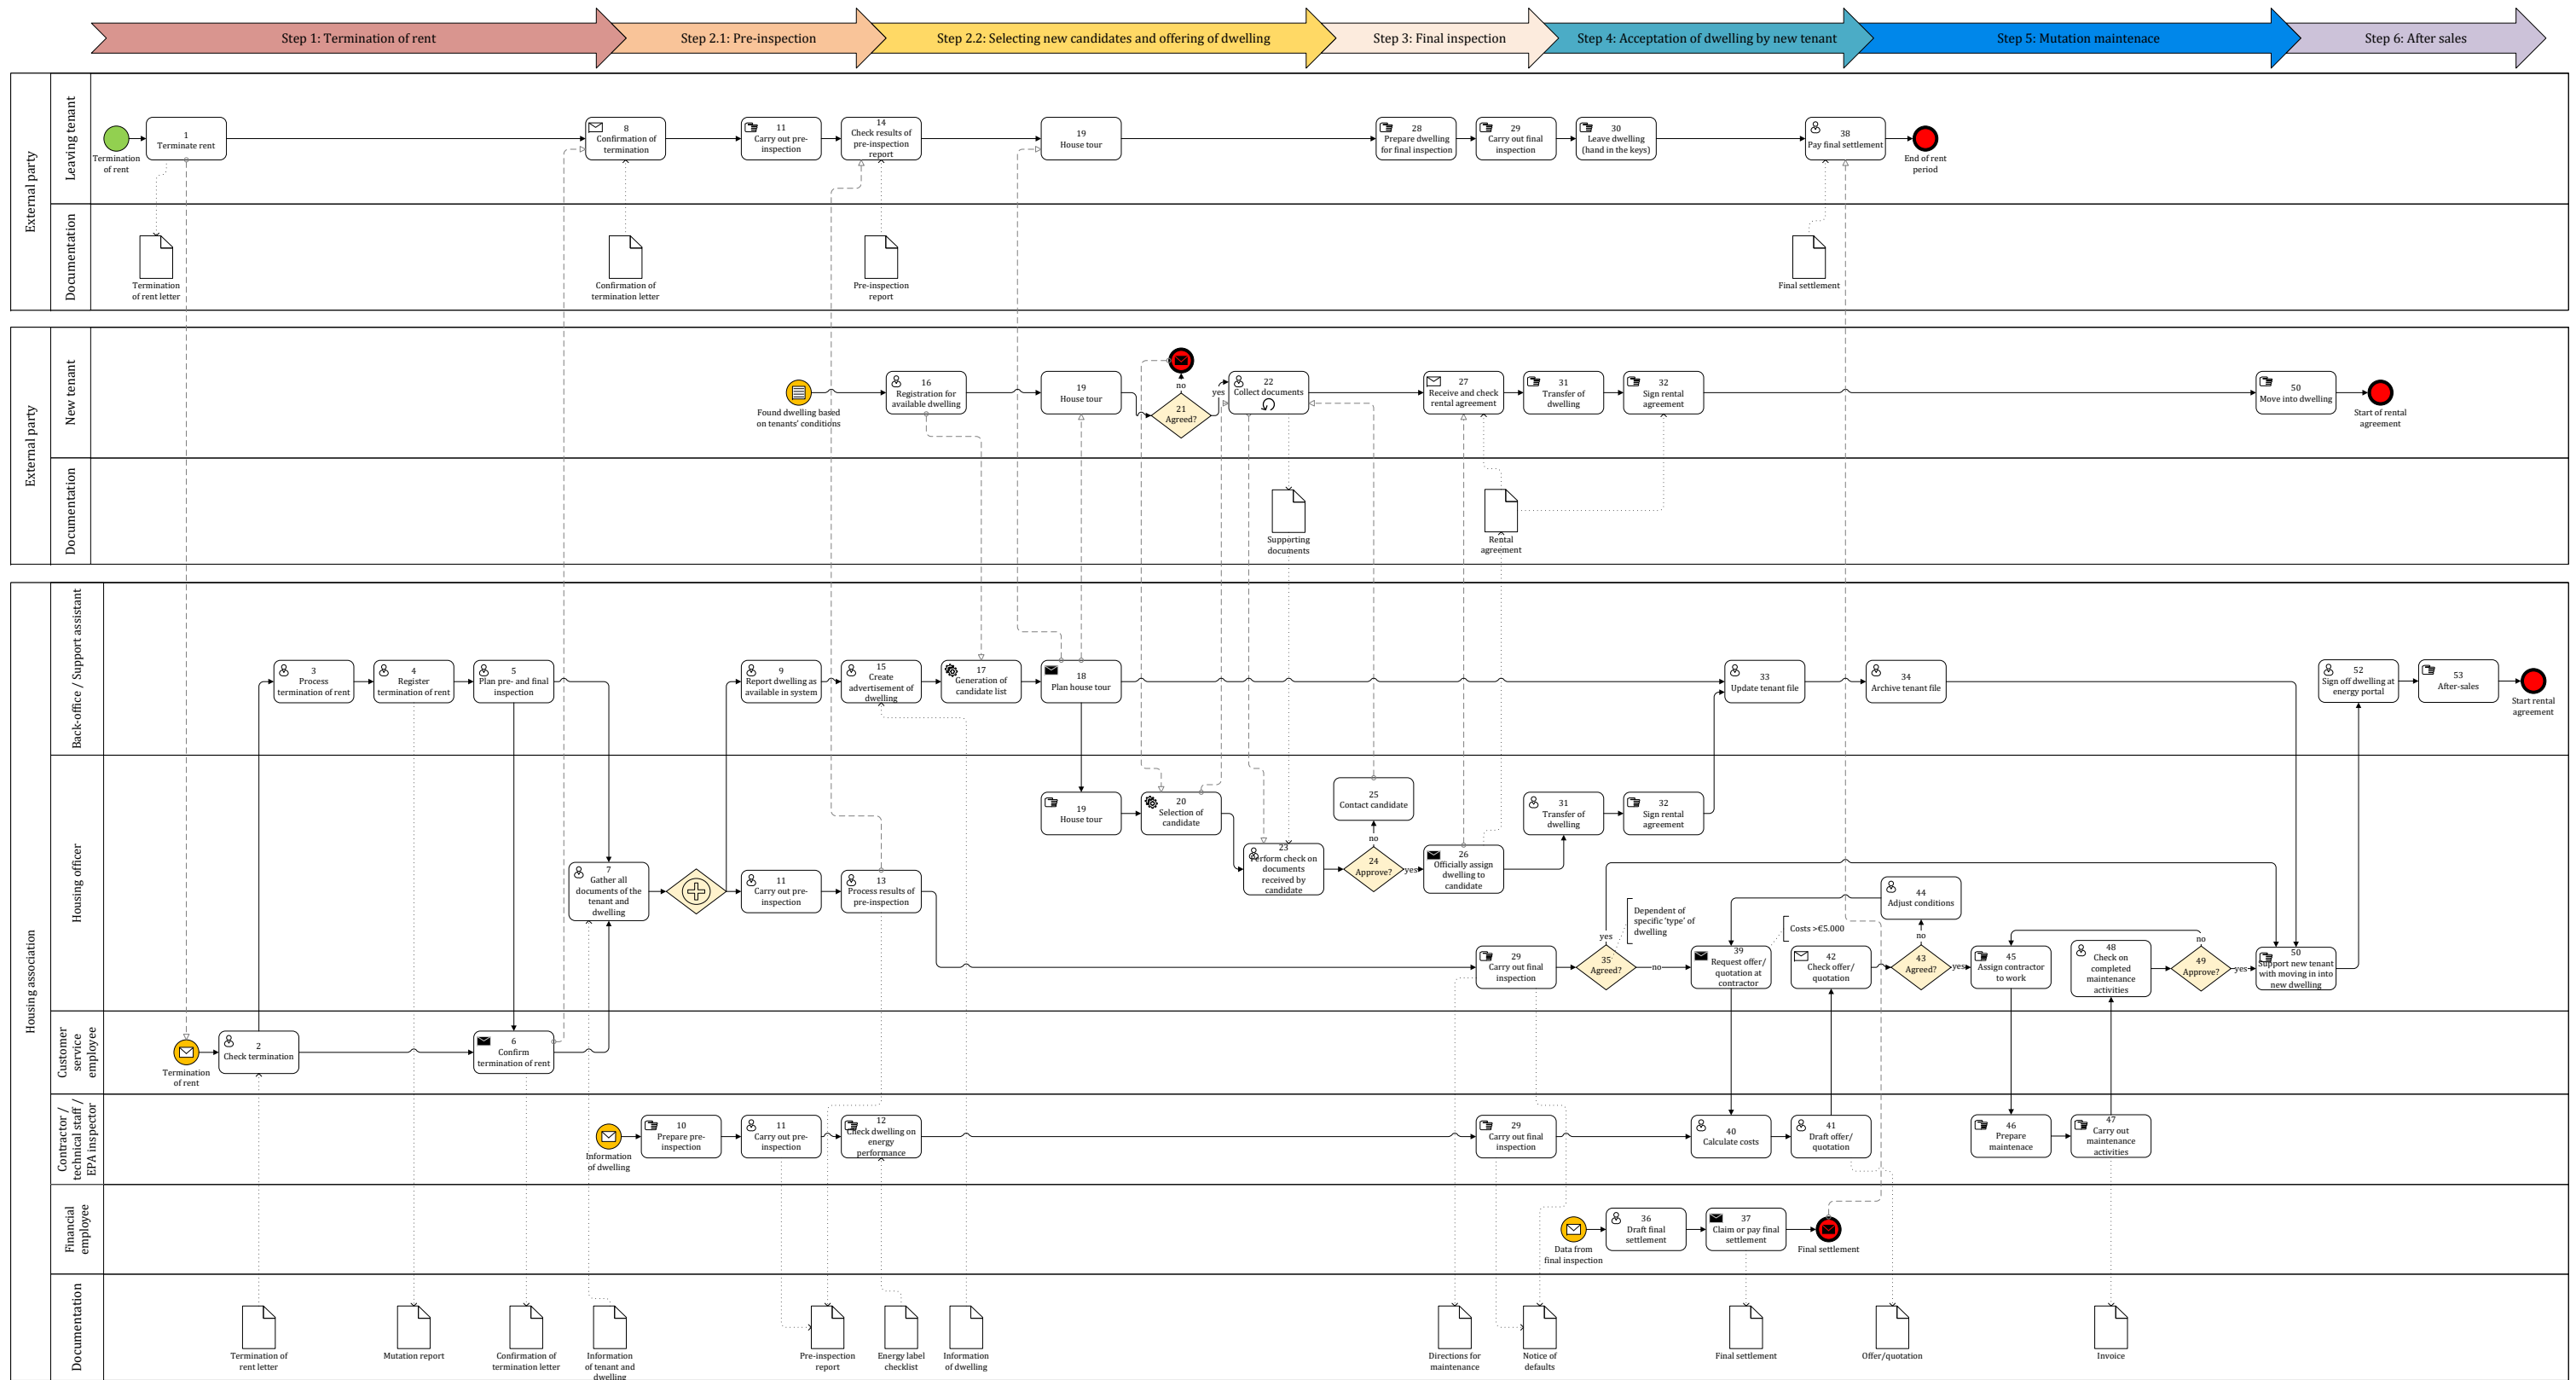 Step 1: Termination of rent
Step 2.1: Pre-inspection
Step 2.2: Selecting new candidates and offering of dwelling
Step 3: Final inspection
Step 4: Acceptation of dwelling by new tenant
Step 5: Mutation maintenace
Step 6: After sales
External party
Leaving tenant
Termination
of rent
1
Terminate rent
8
Confirmation of
termination
11
Carry out pre-
inspection
14
Check results of
pre-inspection
report
19
House tour
28
Prepare dwelling
for final inspection
29
Carry out final
inspection
30
Leave dwelling
(hand in the keys)
38
Pay final settlement
End of rent
period
Documentation
Termination
of rent letter
Confirmation of
termination letter
Pre-inspection
report
Final settlement
External party
New tenant
Found dwelling based
on tenants' conditions
16
Registration for
available dwelling
19
House tour
no
21
Agreed?
yes
22
Collect documents
27
Receive and check
rental agreement
31
Transfer of
dwelling
32
Sign rental
agreement
50
Move into dwelling
Start of rental
agreement
Documentation
Supporting
documents
Rental
agreement
Housing association
Back-office / Support assistant
3
Process
termination of rent
4
Register
termination of rent
5
Plan pre- and final
inspection
9
Report dwelling as
available in system
15
Create
advertisement of
dwelling
17
Generation of
candidate list
18
Plan house tour
33
Update tenant file
34
Archive tenant file
52
Sign off dwelling at
energy portal
53
After-sales
Start rental
agreement
Housing officer
7
Gather all
documents of the
tenant and
dwelling
11
Carry out pre-
inspection
13
Process results of
pre-inspection
19
House tour
20
Selection of
candidate
23
Perform check on
documents
received by
candidate
25
Contact candidate
no
24
Approve?
yes
26
Officially assign
dwelling to
candidate
31
Transfer of
dwelling
32
Sign rental
agreement
29
Carry out final
inspection
yes
35
Agreed?
no
Dependent of
specific 'type' of
dwelling
Costs >€5.000
39
Request offer/
quotation at
contractor
42
Check offer/
quotation
44
Adjust conditions
no
43
Agreed?
yes
45
Assign contractor
to work
48
Check on
completed
maintenance
activities
no
49
Approve?
yes
50
Support new tenant
with moving in into
new dwelling
Customer
service
employee
Termination
of rent
2
Check termination
6
Confirm
termination of rent
Contractor /
technical staff /
EPA inspector
Information
of dwelling
10
Prepare pre-
inspection
11
Carry out pre-
inspection
12
Check dwelling on
energy
performance
29
Carry out final
inspection
40
Calculate costs
41
Draft offer/
quotation
46
Prepare
maintenace
47
Carry out
maintenance
activities
Financial
employee
Data from
final inspection
36
Draft final
settlement
37
Claim or pay final
settlement
Final settlement
Documentation
Termination of
rent letter
Mutation report
Confirmation of
termination letter
Information
of tenant and
dwelling
Pre-inspection
report
Energy label
checklist
Information
of dwelling
Directions for
maintenance
Notice of
defaults
Final settlement
Offer/quotation
Invoice